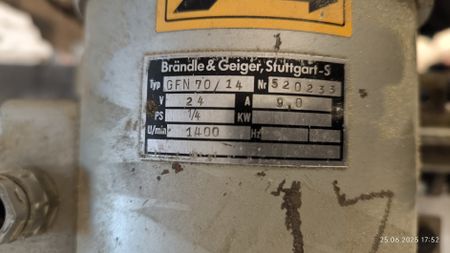 Brändle & Geiger, Stuttgart-S
Typ GFN 70/14 Nr 520233
V 24 A 9,0
PS 1/4 KW
U/min 1400 Hz
25.06.2025 17:52